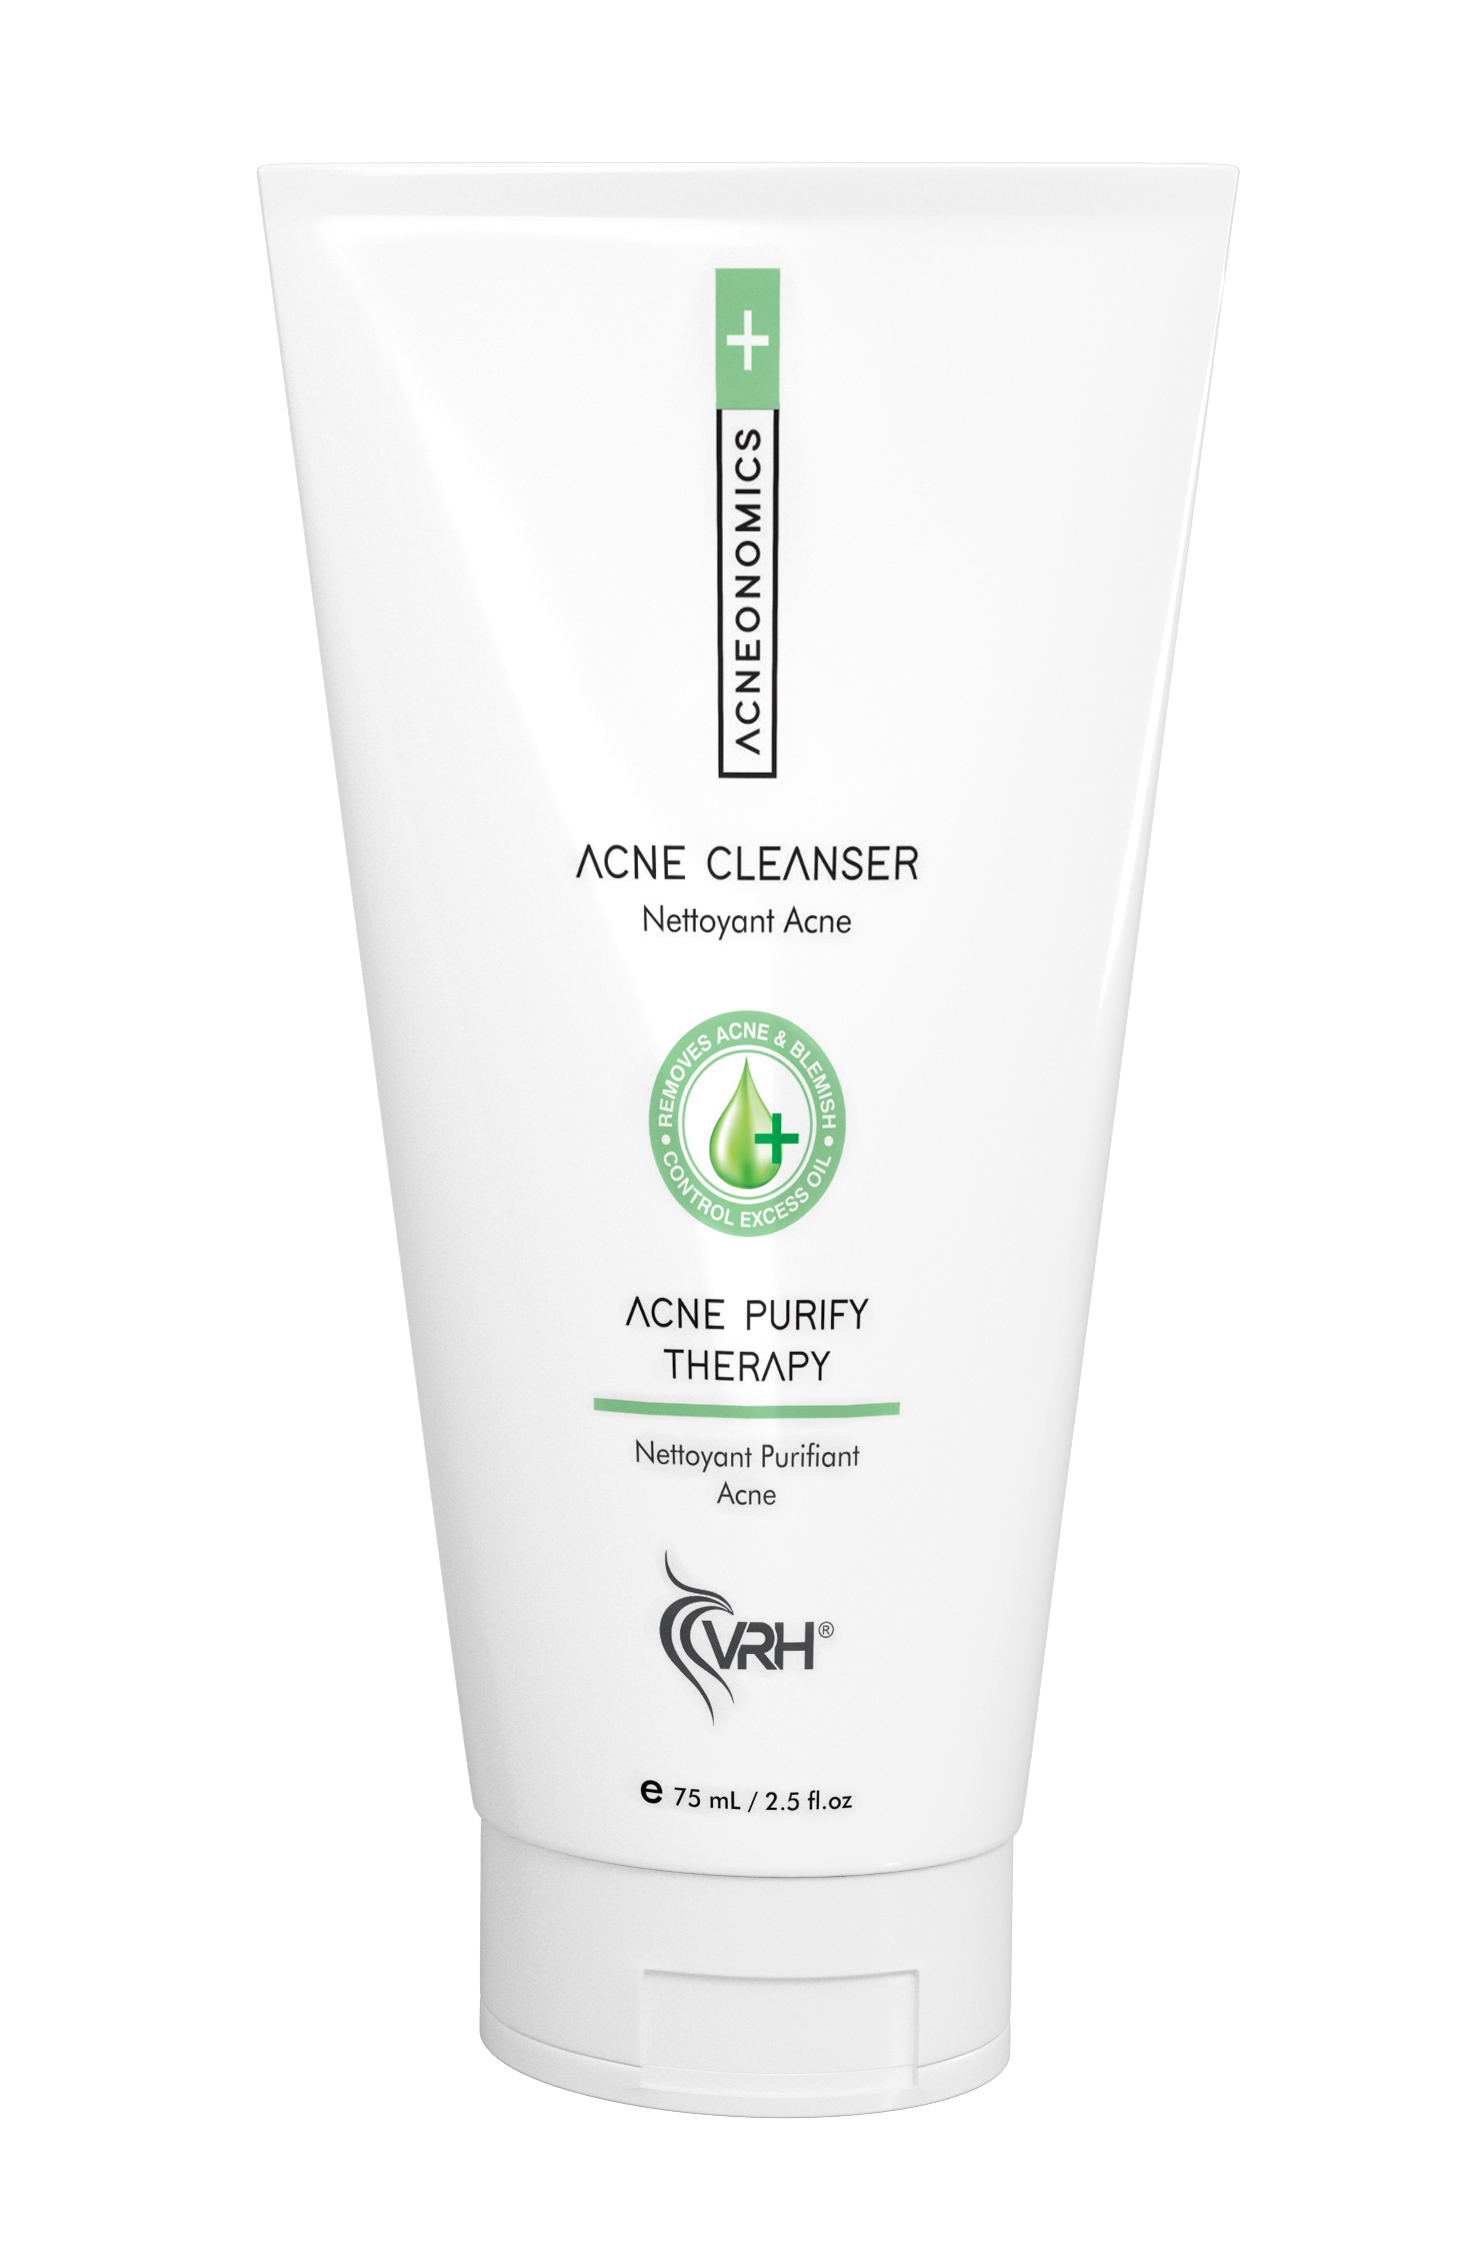 +
ACNEONOMICS
ACNE CLEANSER
Nettoyant Acne
• REMOVES ACNE & BLEMISH •
CONTROL EXCESS OIL
+
ACNE PURIFY
THERAPY
Nettoyant Purifiant
Acne
VRH®
e 75 mL / 2.5 fl.oz